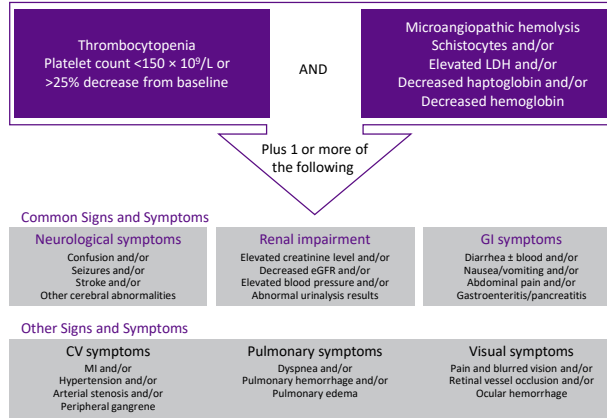 Thrombocytopenia
Platelet count <150 × 10⁹/L or
>25% decrease from baseline
AND
Microangiopathic hemolysis
Schistocytes and/or
Elevated LDH and/or
Decreased haptoglobin and/or
Decreased hemoglobin
Plus 1 or more of
the following
Common Signs and Symptoms
Neurological symptoms
Confusion and/or
Seizures and/or
Stroke and/or
Other cerebral abnormalities
Renal impairment
Elevated creatinine level and/or
Decreased eGFR and/or
Elevated blood pressure and/or
Abnormal urinalysis results
GI symptoms
Diarrhea ± blood and/or
Nausea/vomiting and/or
Abdominal pain and/or
Gastroenteritis/pancreatitis
Other Signs and Symptoms
CV symptoms
MI and/or
Hypertension and/or
Arterial stenosis and/or
Peripheral gangrene
Pulmonary symptoms
Dyspnea and/or
Pulmonary hemorrhage and/or
Pulmonary edema
Visual symptoms
Pain and blurred vision and/or
Retinal vessel occlusion and/or
Ocular hemorrhage